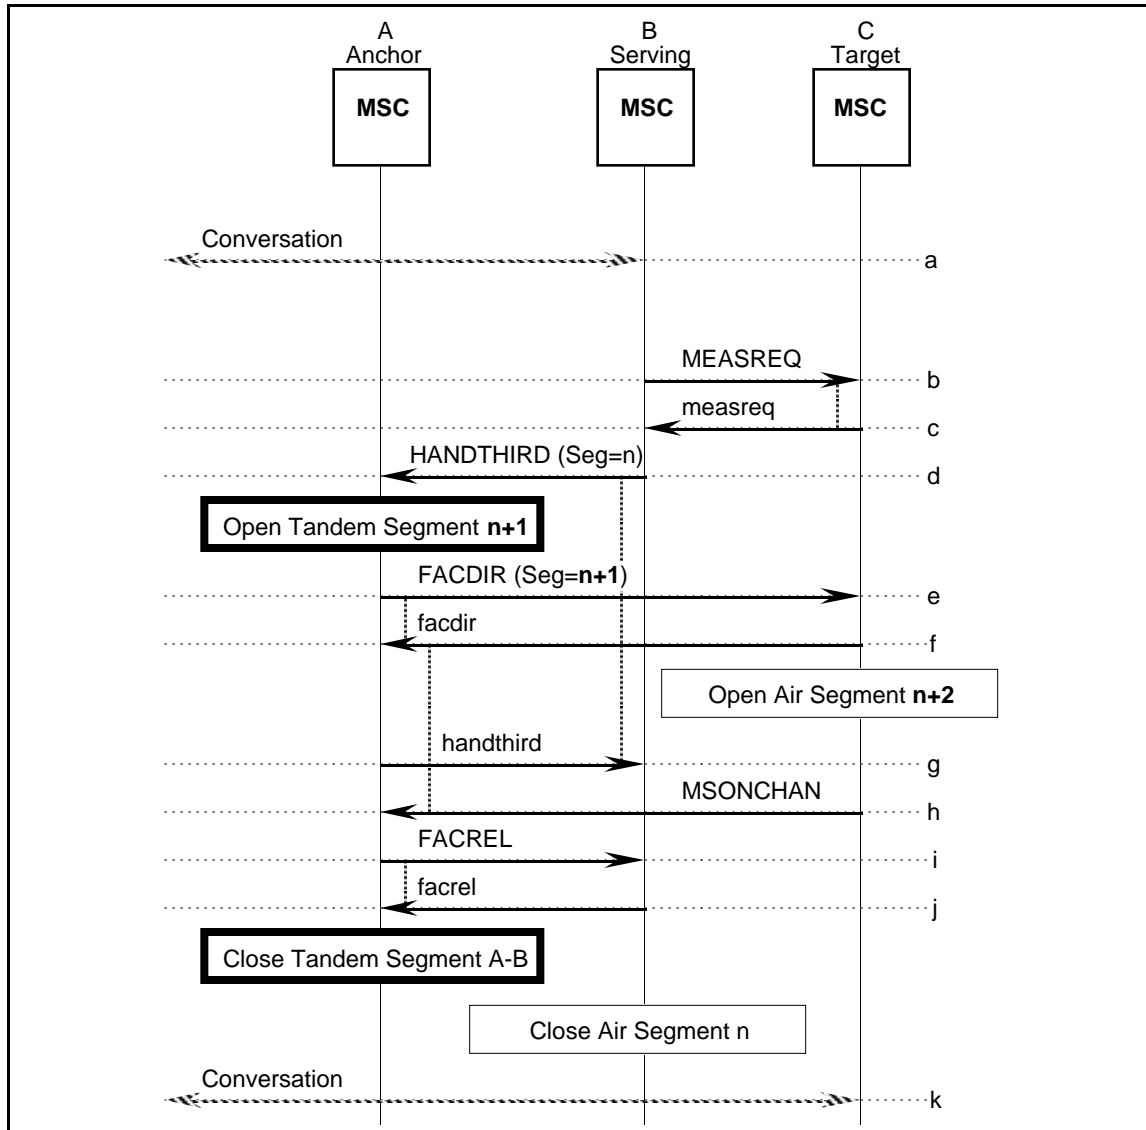 A B C
Anchor Serving Target
MSC MSC MSC
Conversation
a
MEASREQ
b
measreq
c
HANDTHIRD (Seg=n)
d
Open Tandem Segment n+1
FACDIR (Seg=n+1)
e
facdir
f
Open Air Segment n+2
handthird
g
MSONCHAN
h
FACREL
i
facrel
j
Close Tandem Segment A-B
Close Air Segment n
Conversation
k